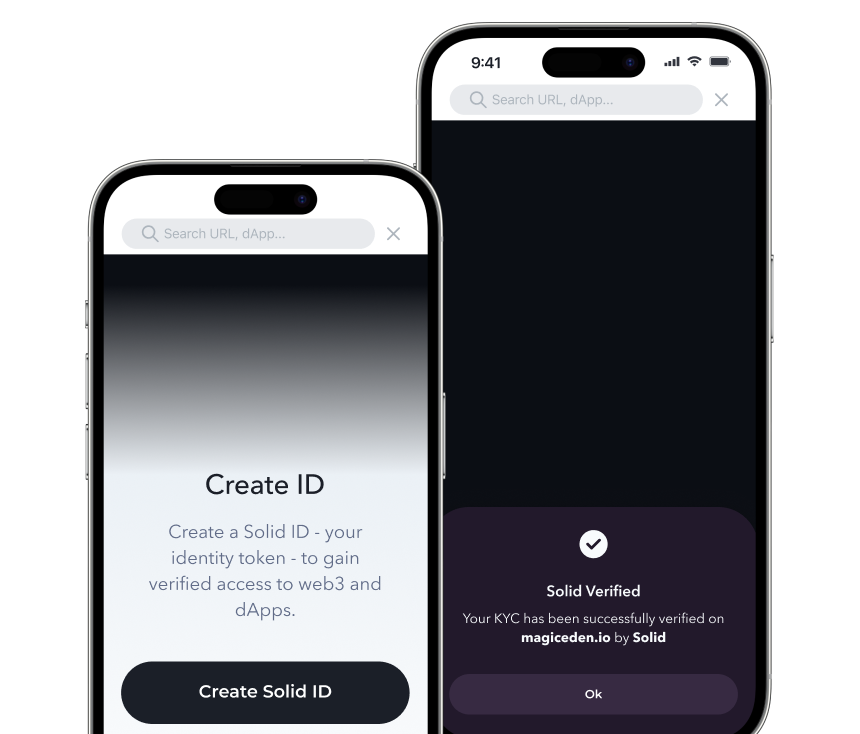 9:41
Search URL, dApp...
Solid Verified
Your KYC has been successfully verified on
magiceden.io by Solid
Ok
Search URL, dApp...
Create ID
Create a Solid ID - your
identity token - to gain
verified access to web3 and
dApps.
Create Solid ID